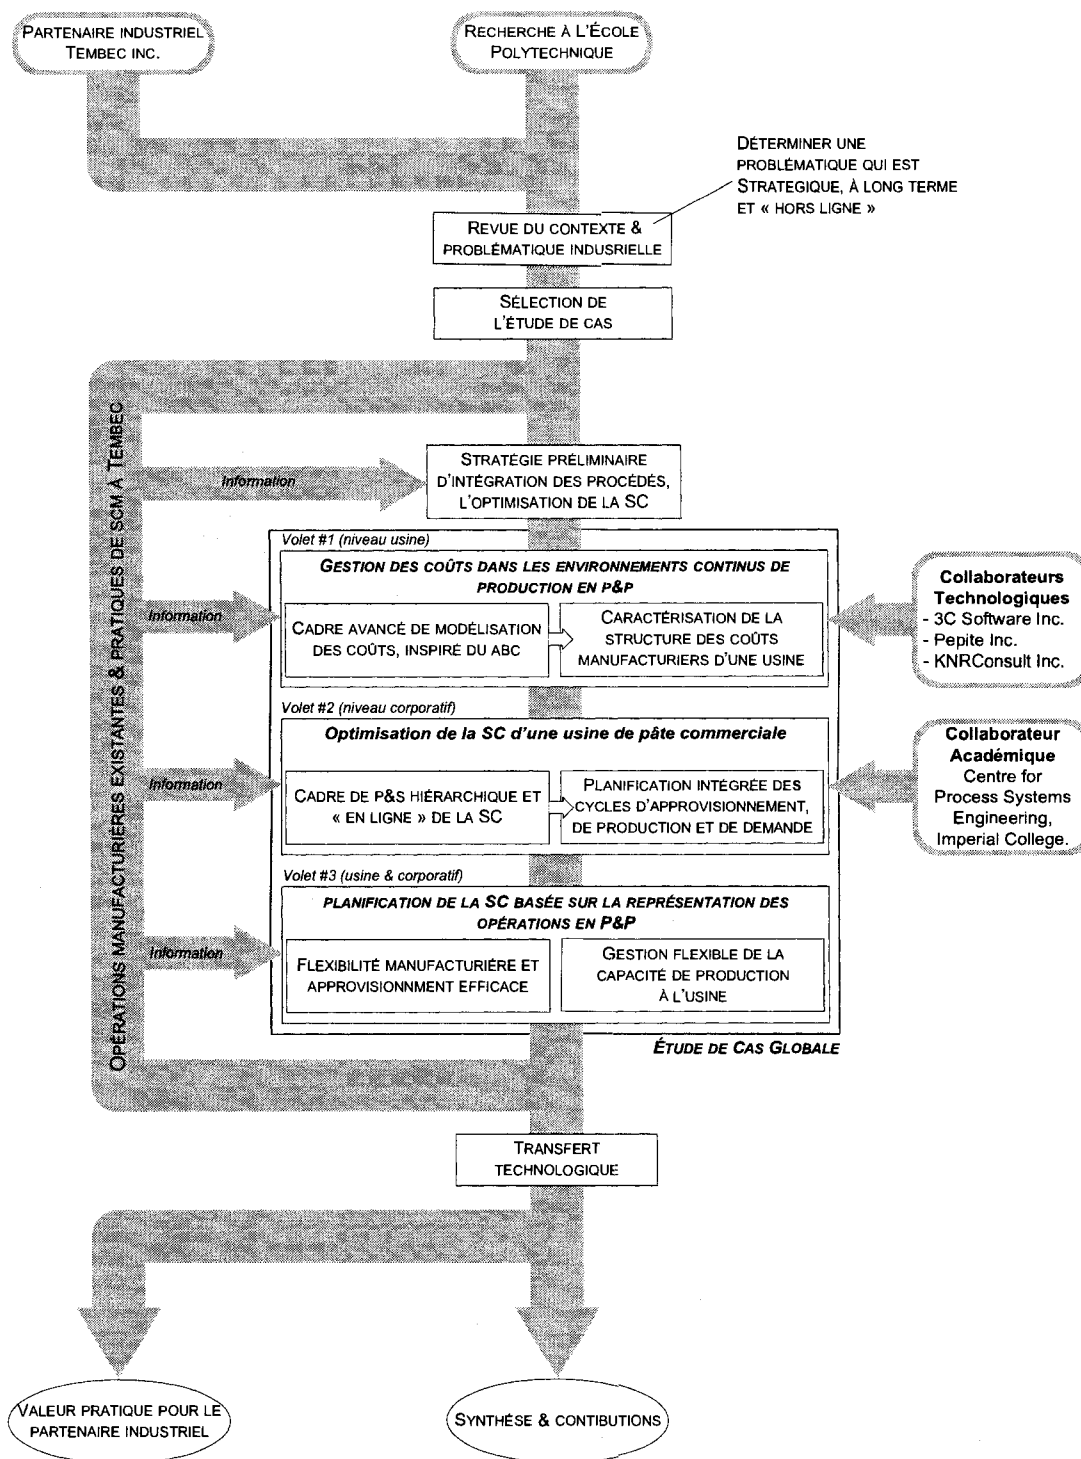 PARTENAIRE INDUSTRIEL
TEMBEC INC.
RECHERCHE À L'ÉCOLE
POLYTECHNIQUE
DÉTERMINER UNE
PROBLÉMATIQUE QUI EST
STRATEGIQUE, À LONG TERME
ET « HORS LIGNE »
REVUE DU CONTEXTE &
PROBLÉMATIQUE INDUSRIELLE
SÉLECTION DE
L'ÉTUDE DE CAS
OPÉRATIONS MANUFACTURIÈRES EXISTANTES & PRATIQUES DE SCM À TEMBEC
Information
STRATÉGIE PRÉLIMINAIRE
D'INTÉGRATION DES PROCÉDÉS,
L'OPTIMISATION DE LA SC
Volet #1 (niveau usine)
GESTION DES COÛTS DANS LES ENVIRONNEMENTS CONTINUS DE
PRODUCTION EN P&P
Information
CADRE AVANCÉ DE MODÉLISATION
DES COÛTS, INSPIRÉ DU ABC
CARACTÉRISATION DE LA
STRUCTURE DES COÛTS
MANUFACTURIERS D'UNE USINE
Collaborateurs
Technologiques
- 3C Software Inc.
- Pepite Inc.
- KNRConsult Inc.
Volet #2 (niveau corporatif)
Optimisation de la SC d'une usine de pâte commerciale
Information
CADRE DE P&S HIÉRARCHIQUE ET
« EN LIGNE » DE LA SC
PLANIFICATION INTÉGRÉE DES
CYCLES D'APPROVISIONNEMENT,
DE PRODUCTION ET DE DEMANDE
Collaborateur
Académique
Centre for
Process Systems
Engineering,
Imperial College.
Volet #3 (usine & corporatif)
PLANIFICATION DE LA SC BASÉE SUR LA REPRÉSENTATION DES
OPÉRATIONS EN P&P
Information
FLEXIBILITÉ MANUFACTURIÉRE ET
APPROVISIONNMENT EFFICACE
GESTION FLEXIBLE DE LA
CAPACITÉ DE PRODUCTION
À L'USINE
ÉTUDE DE CAS GLOBALE
TRANSFERT
TECHNOLOGIQUE
VALEUR PRATIQUE POUR LE
PARTENAIRE INDUSTRIEL
SYNTHÉSE & CONTIBUTIONS